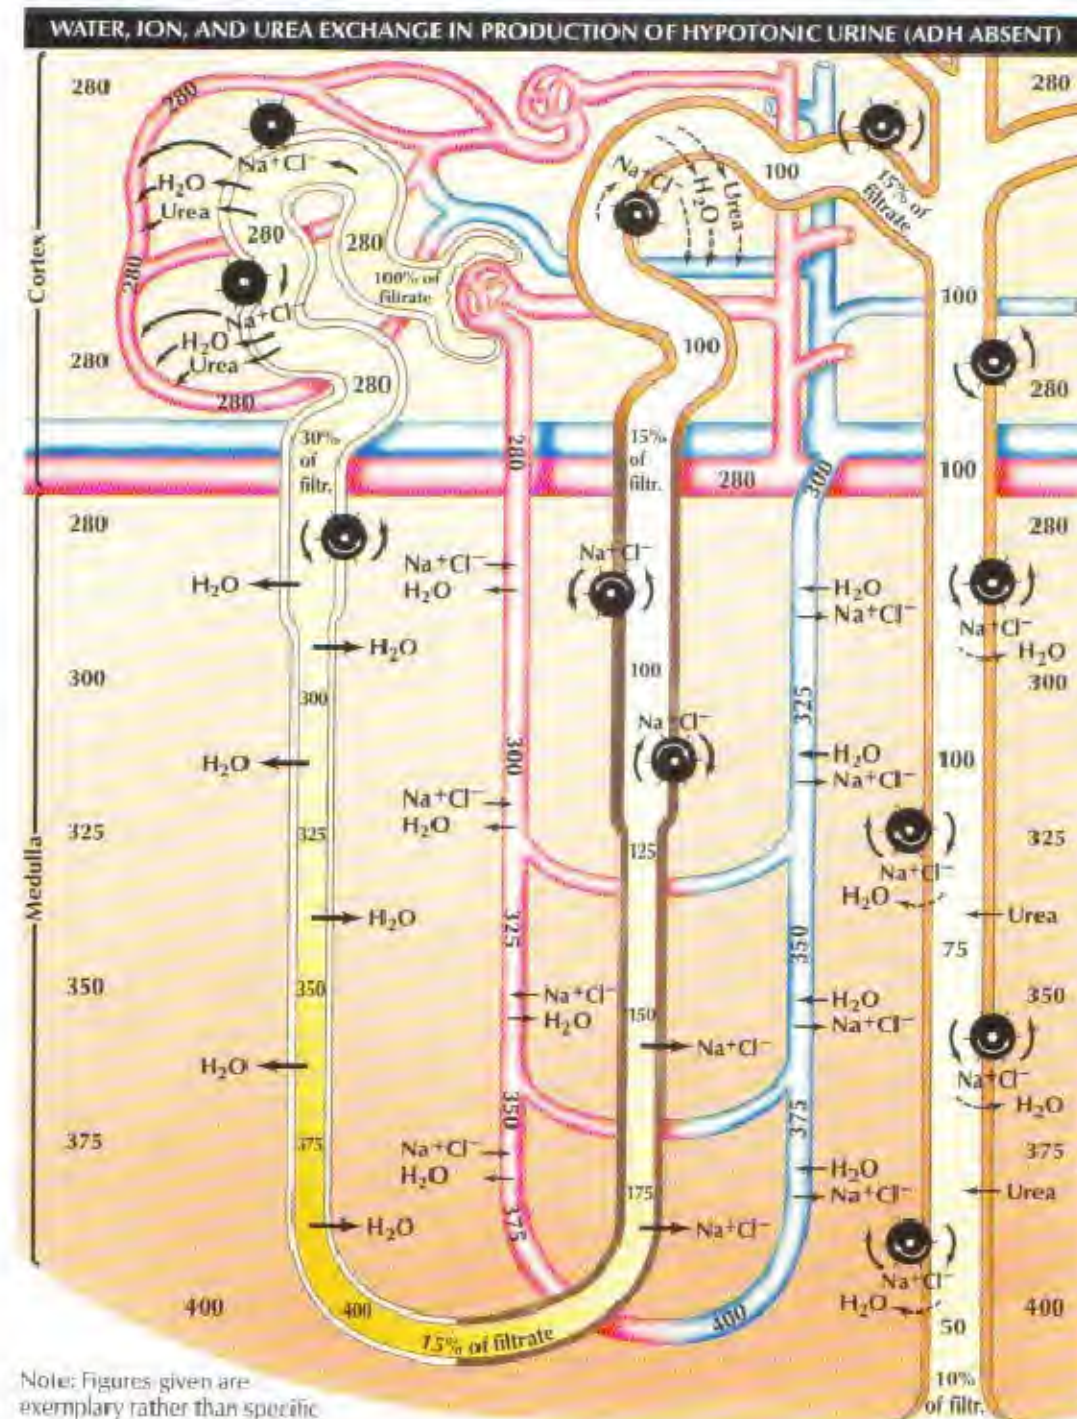 WATER, ION, AND UREA EXCHANGE IN PRODUCTION OF HYPOTONIC URINE (ADH ABSENT)
Cortex
Medulla
280
280
280
300
325
350
375
400
280
Na⁺Cl⁻
H₂O
Urea
280
280
280
100% of
filtrate
Na⁺Cl
H₂O
Urea
280
280
30%
of
filtr.
H₂O
H₂O
300
H₂O
325
H₂O
350
H₂O
375
H₂O
400
15% of filtrate
280
Na⁺Cl⁻
H₂O
300
Na⁺Cl⁻
H₂O
325
Na⁺Cl⁻
H₂O
350
Na⁺Cl⁻
H₂O
375
Na⁺Cl⁻
H₂O
Urea
100
15% of
filtrate
100
15%
of
filtr.
280
Na⁺Cl⁻
100
Na⁺Cl⁻
125
150
Na⁺Cl⁻
175
Na⁺Cl⁻
300
H₂O
Na⁺Cl⁻
325
H₂O
Na⁺Cl⁻
350
H₂O
Na⁺Cl⁻
375
H₂O
Na⁺Cl⁻
400
280
100
280
100
280
Na⁺Cl⁻
H₂O
300
100
325
Na⁺Cl⁻
H₂O
Urea
75
350
Na⁺Cl⁻
H₂O
375
Urea
Na⁺Cl⁻
H₂O
400
50
10%
of filtr.
Note: Figures given are
exemplary rather than specific